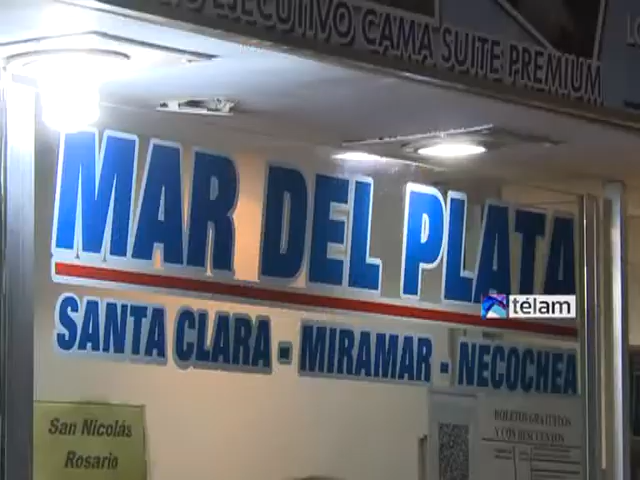 EJECUTIVO CAMA SUITE PREMIUM
MAR DEL PLATA
télam
SANTA CLARA - MIRAMAR - NECOCHEA
San Nicolás
Rosario
BOLETOS GRATUITOS
Y CON DESCUENTOS